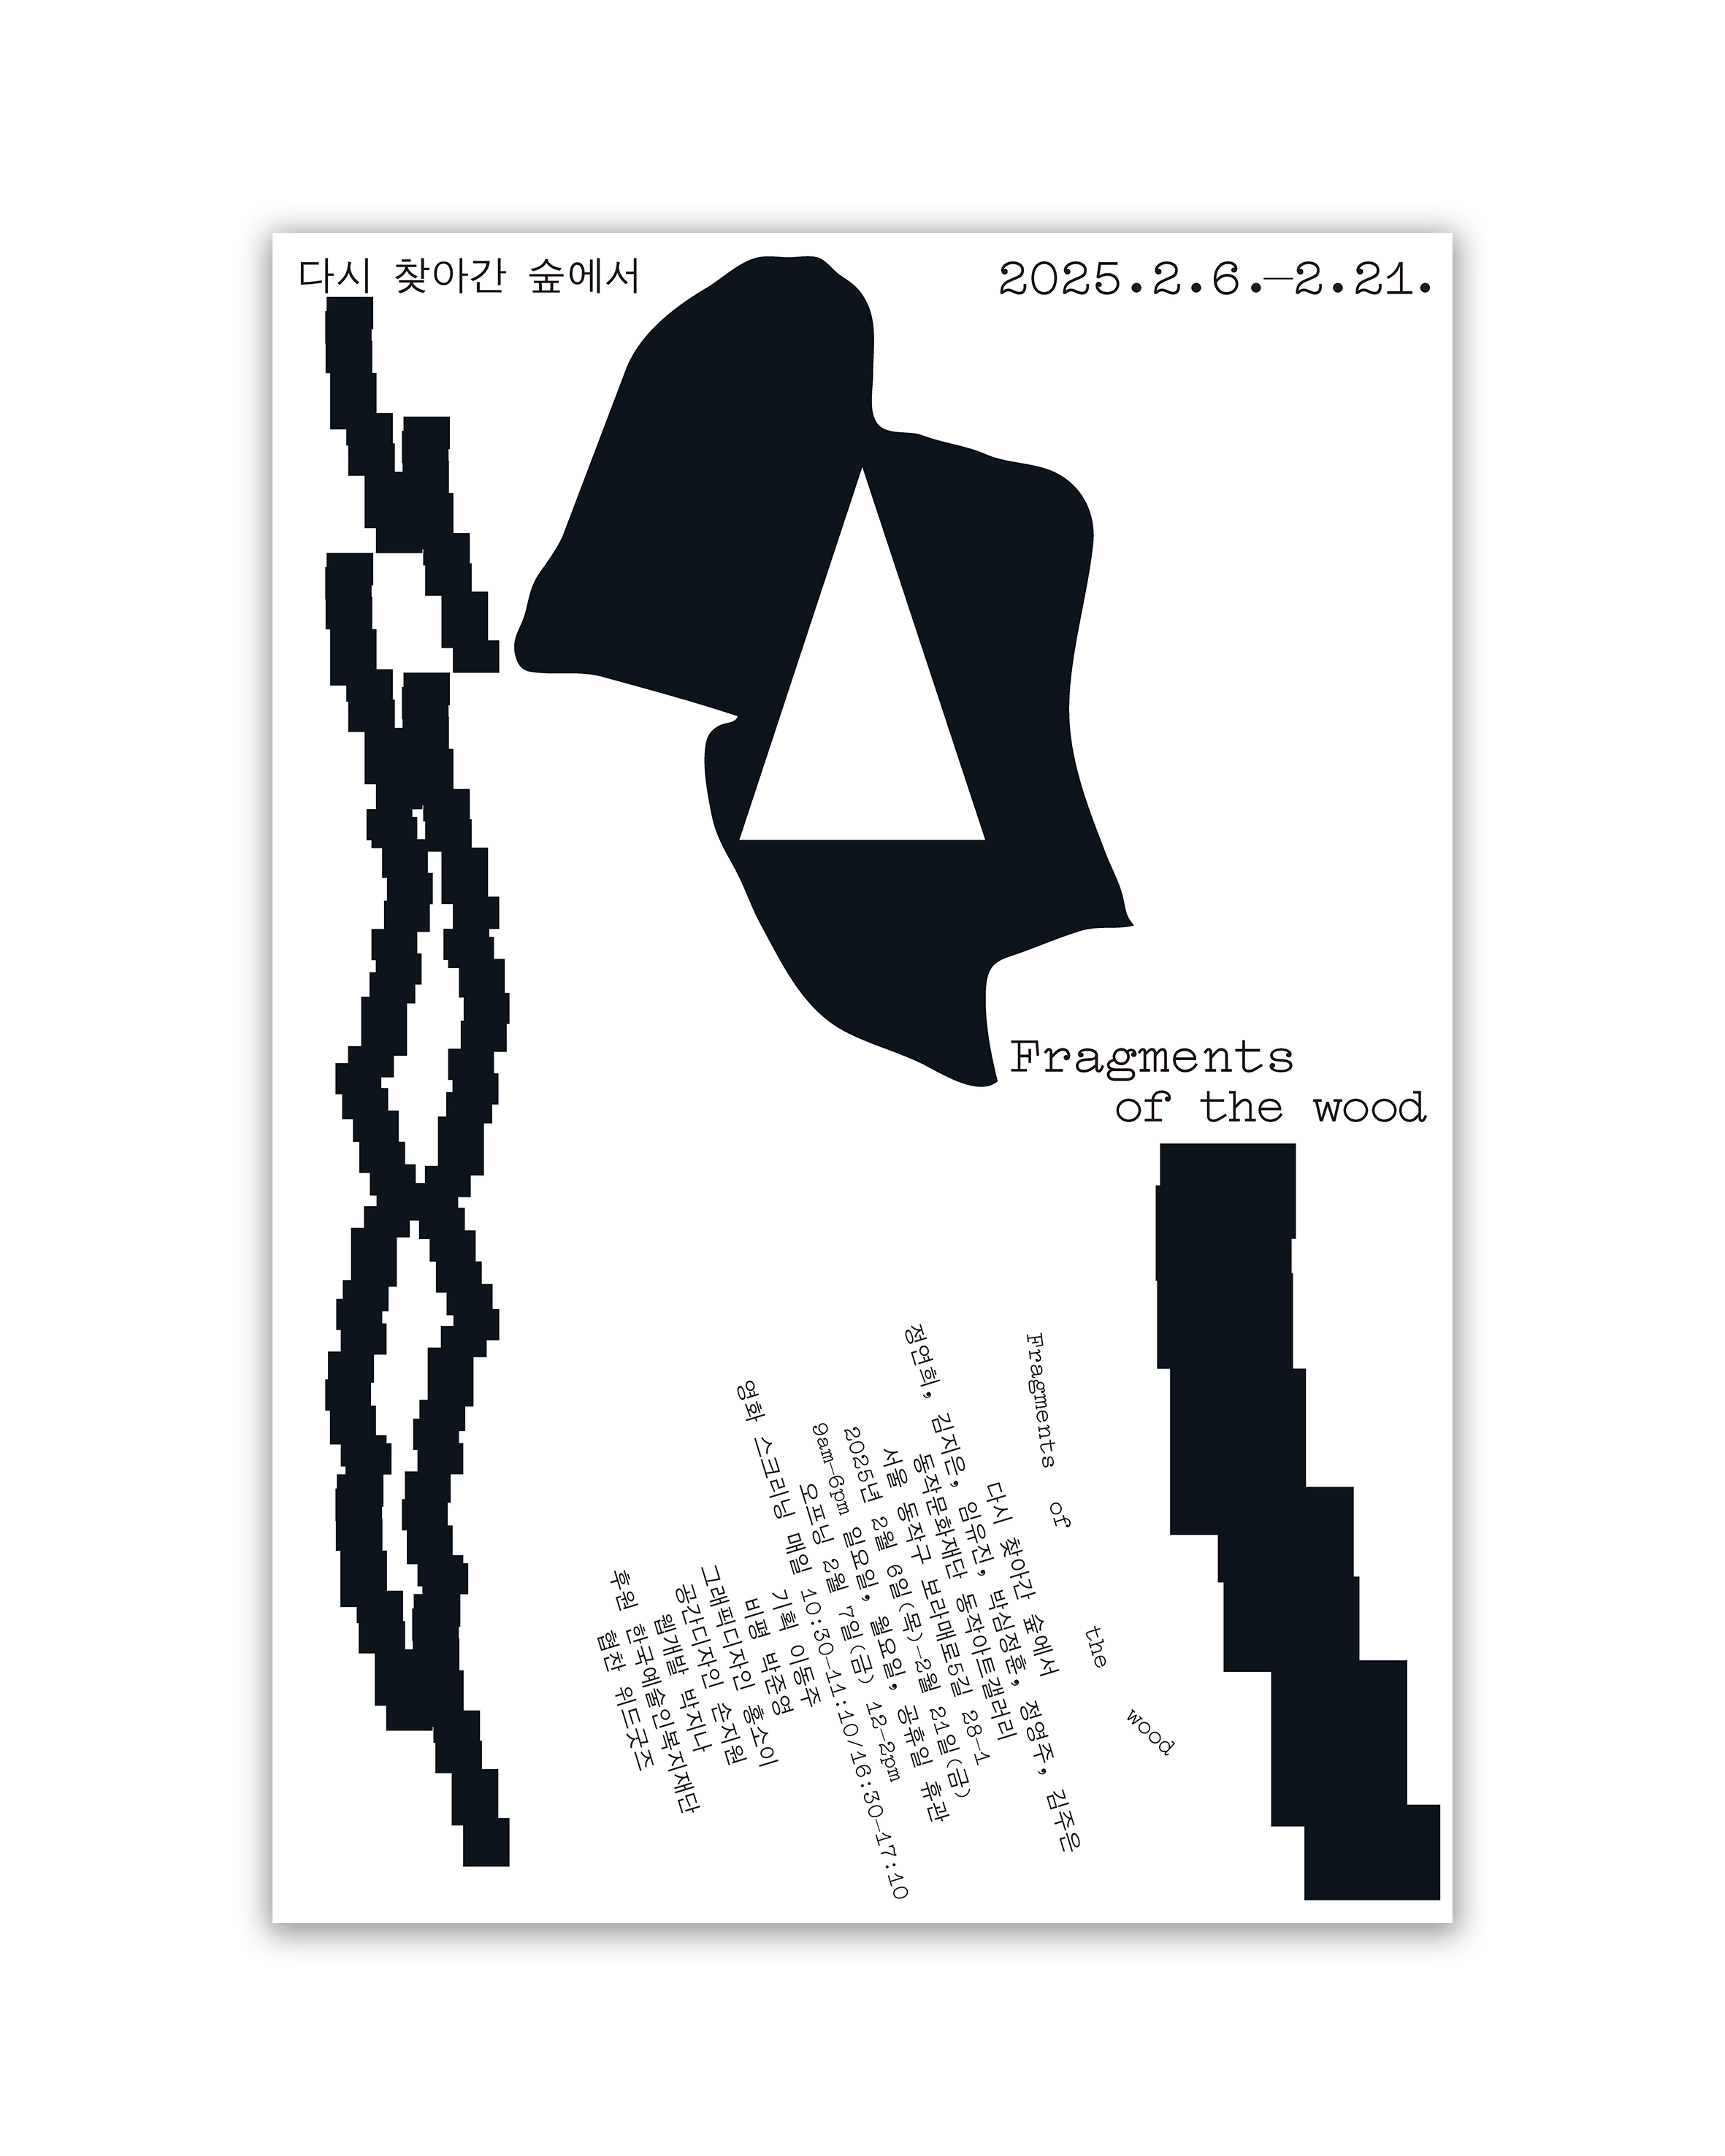 다시 찾아간 숲에서
2025.2.6.—2.21.
Fragments
of the wood
Fragments of the wood
다시 찾아간 숲에서
정연희, 김지은, 임유진, 박심정훈, 정영주, 김주은
동작문화재단 동작아트갤러리
서울 동작구 보라매로5길 28-1
2025년 2월 6일(목)-2월 21일(금)
9am-6pm 일요일, 월요일, 공휴일 휴관
오프닝 2월 7일(금) 12-2pm
영화 스크리닝 매일 10:30-11:10/16:30-17:10
기획 이동주
비평 박준영
그래픽디자인 홍소이
공간디자인 손지원
웹개발 박지나
후원 한국예술인복지재단
협찬 위드굿즈